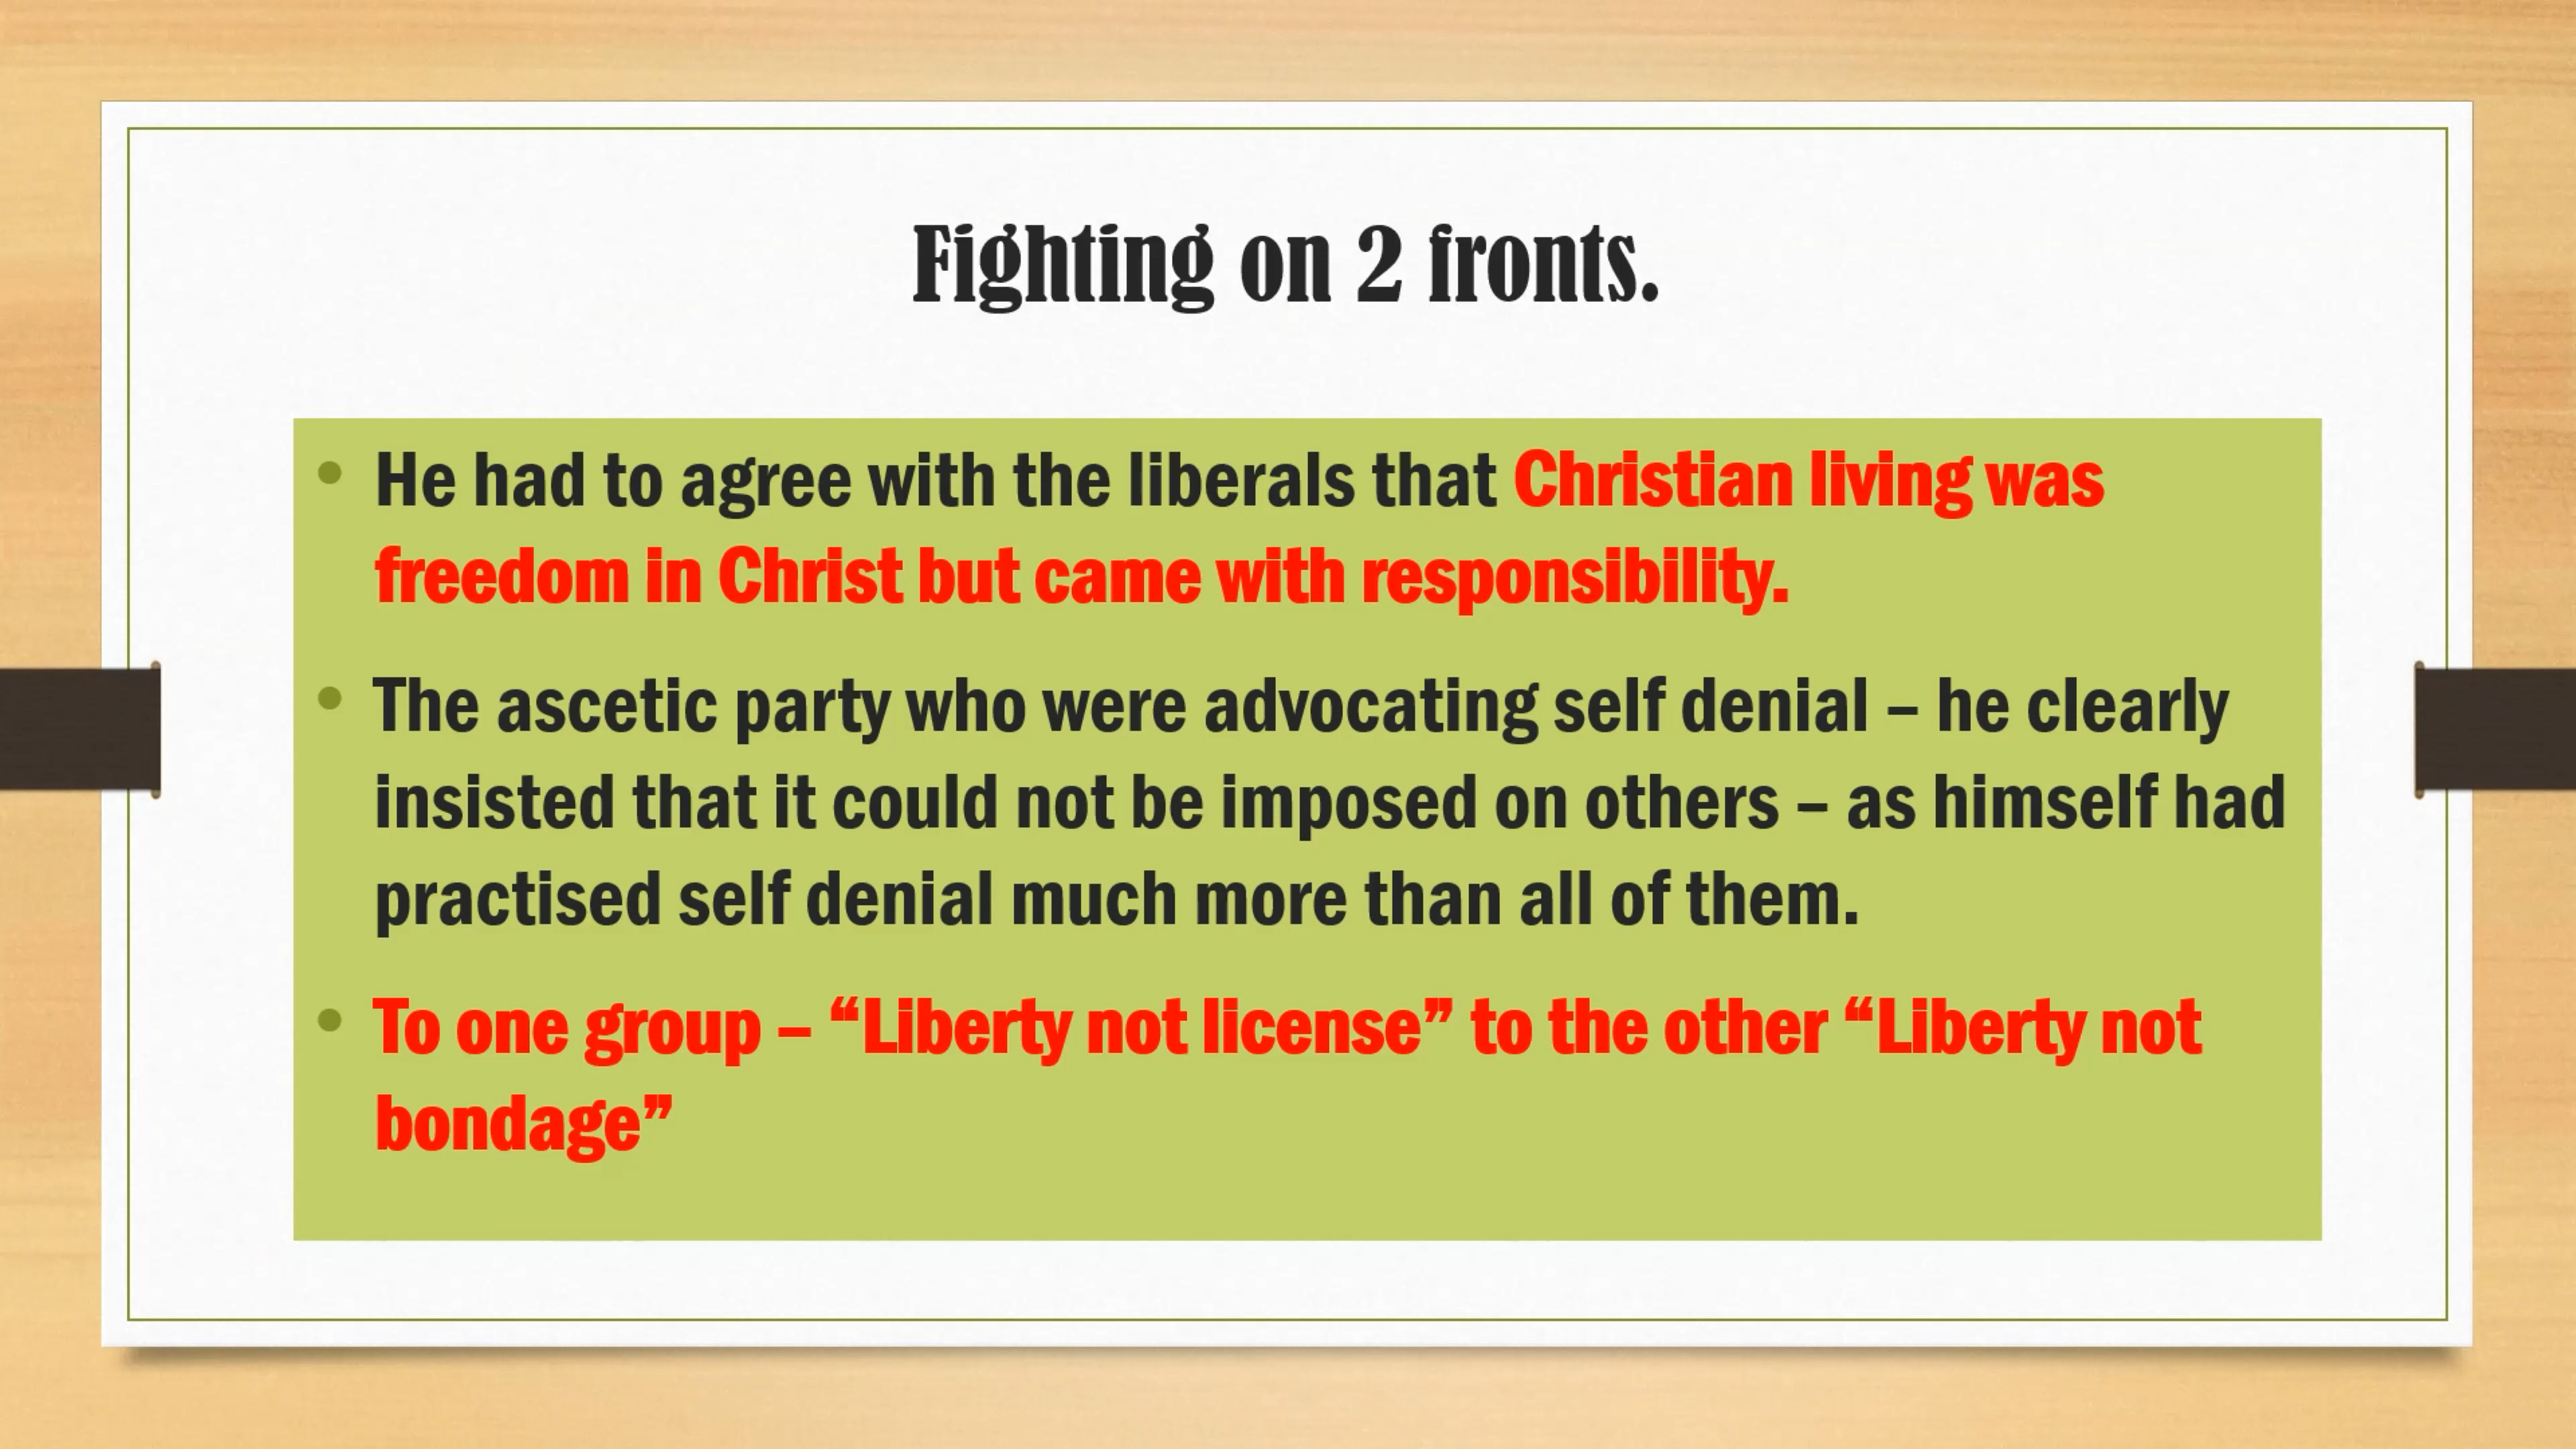 Fighting on 2 fronts.
• He had to agree with the liberals that Christian living was
freedom in Christ but came with responsibility.
• The ascetic party who were advocating self denial – he clearly
insisted that it could not be imposed on others – as himself had
practised self denial much more than all of them.
• To one group – “Liberty not license” to the other “Liberty not
bondage”